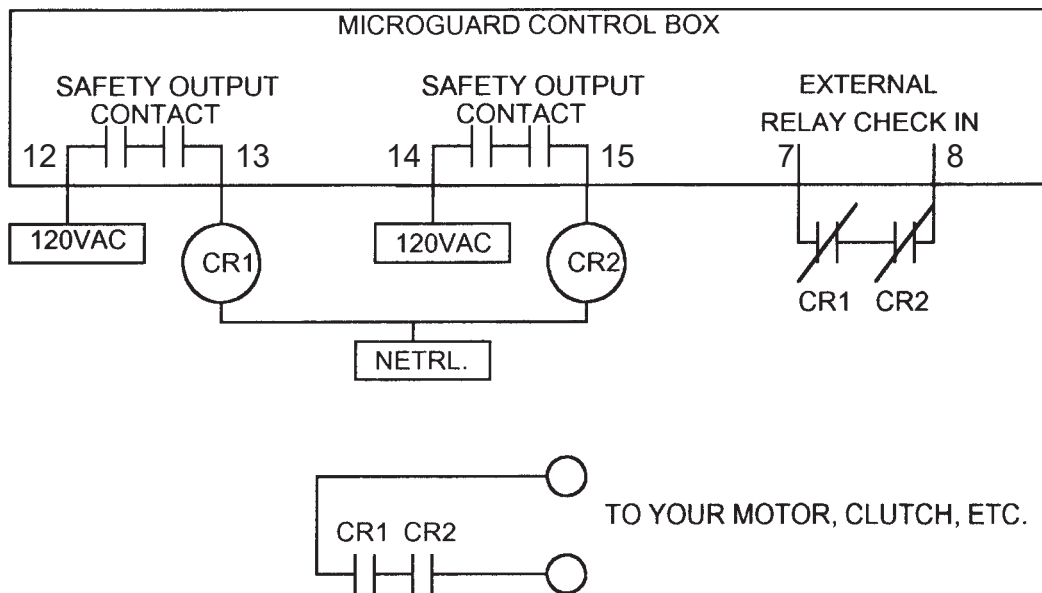 MICROGUARD CONTROL BOX
SAFETY OUTPUT
CONTACT
SAFETY OUTPUT
CONTACT
EXTERNAL
RELAY CHECK IN
12
13
14
15
7
8
120VAC
CR1
120VAC
CR2
CR1
CR2
NETRL.
TO YOUR MOTOR, CLUTCH, ETC.
CR1
CR2